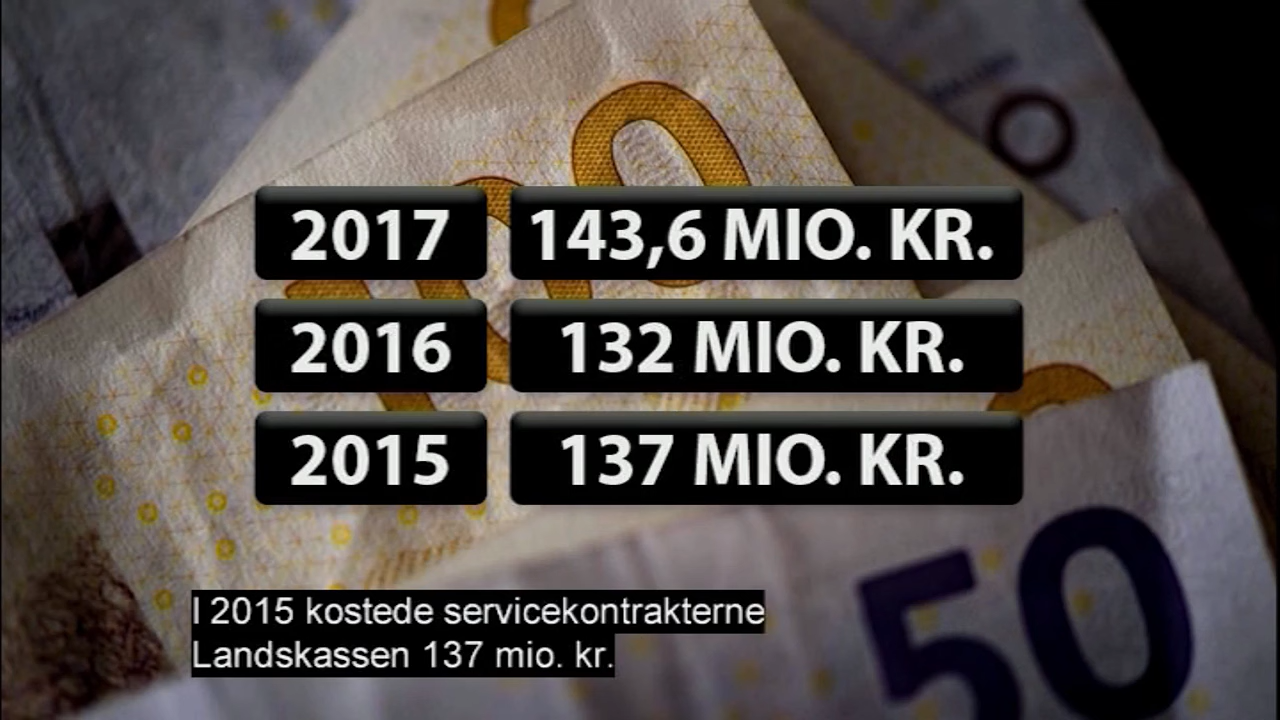 2017 143,6 MIO. KR.
2016 132 MIO. KR.
2015 137 MIO. KR.
I 2015 kostede servicekontrakterne
Landskassen 137 mio. kr.
50